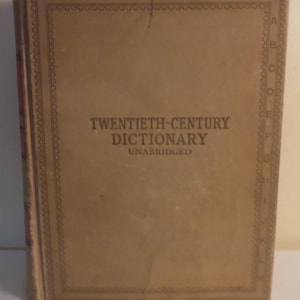 TWENTIETH-CENTURY
DICTIONARY
UNABRIDGED
A
B
C
D
E
F
G
H
I